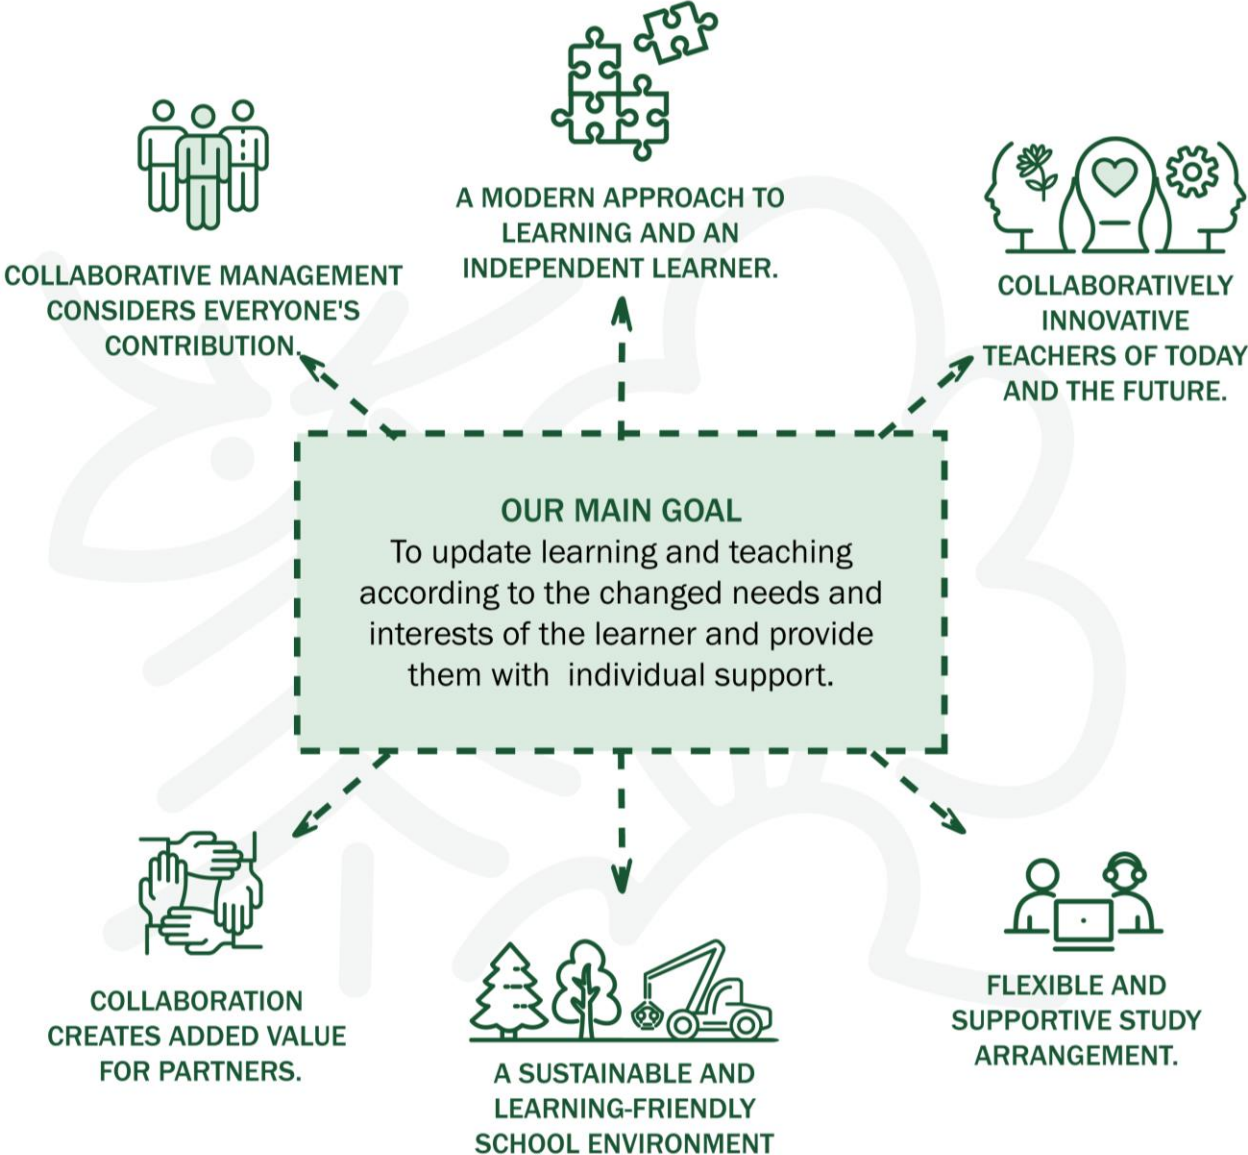 A MODERN APPROACH TO
LEARNING AND AN
INDEPENDENT LEARNER.
COLLABORATIVE MANAGEMENT
CONSIDERS EVERYONE'S
CONTRIBUTION.
COLLABORATIVELY
INNOVATIVE
TEACHERS OF TODAY
AND THE FUTURE.
OUR MAIN GOAL
To update learning and teaching
according to the changed needs and
interests of the learner and provide
them with  individual support.
COLLABORATION
CREATES ADDED VALUE
FOR PARTNERS.
A SUSTAINABLE AND
LEARNING-FRIENDLY
SCHOOL ENVIRONMENT
FLEXIBLE AND
SUPPORTIVE STUDY
ARRANGEMENT.